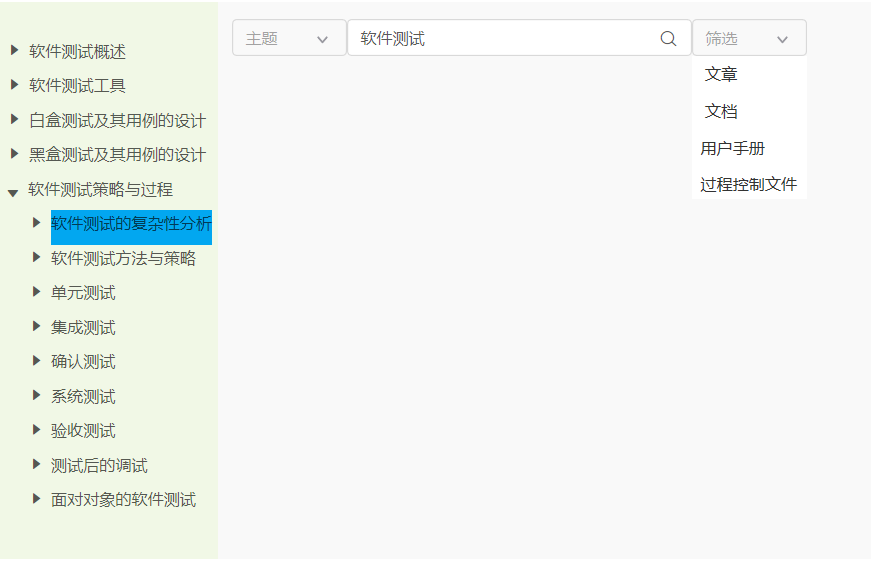 软件测试概述
软件测试工具
白盒测试及其用例的设计
黑盒测试及其用例的设计
软件测试策略与过程
软件测试的复杂性分析
软件测试方法与策略
单元测试
集成测试
确认测试
系统测试
验收测试
测试后的调试
面对对象的软件测试
主题 软件测试 筛选
文章
文档
用户手册
过程控制文件